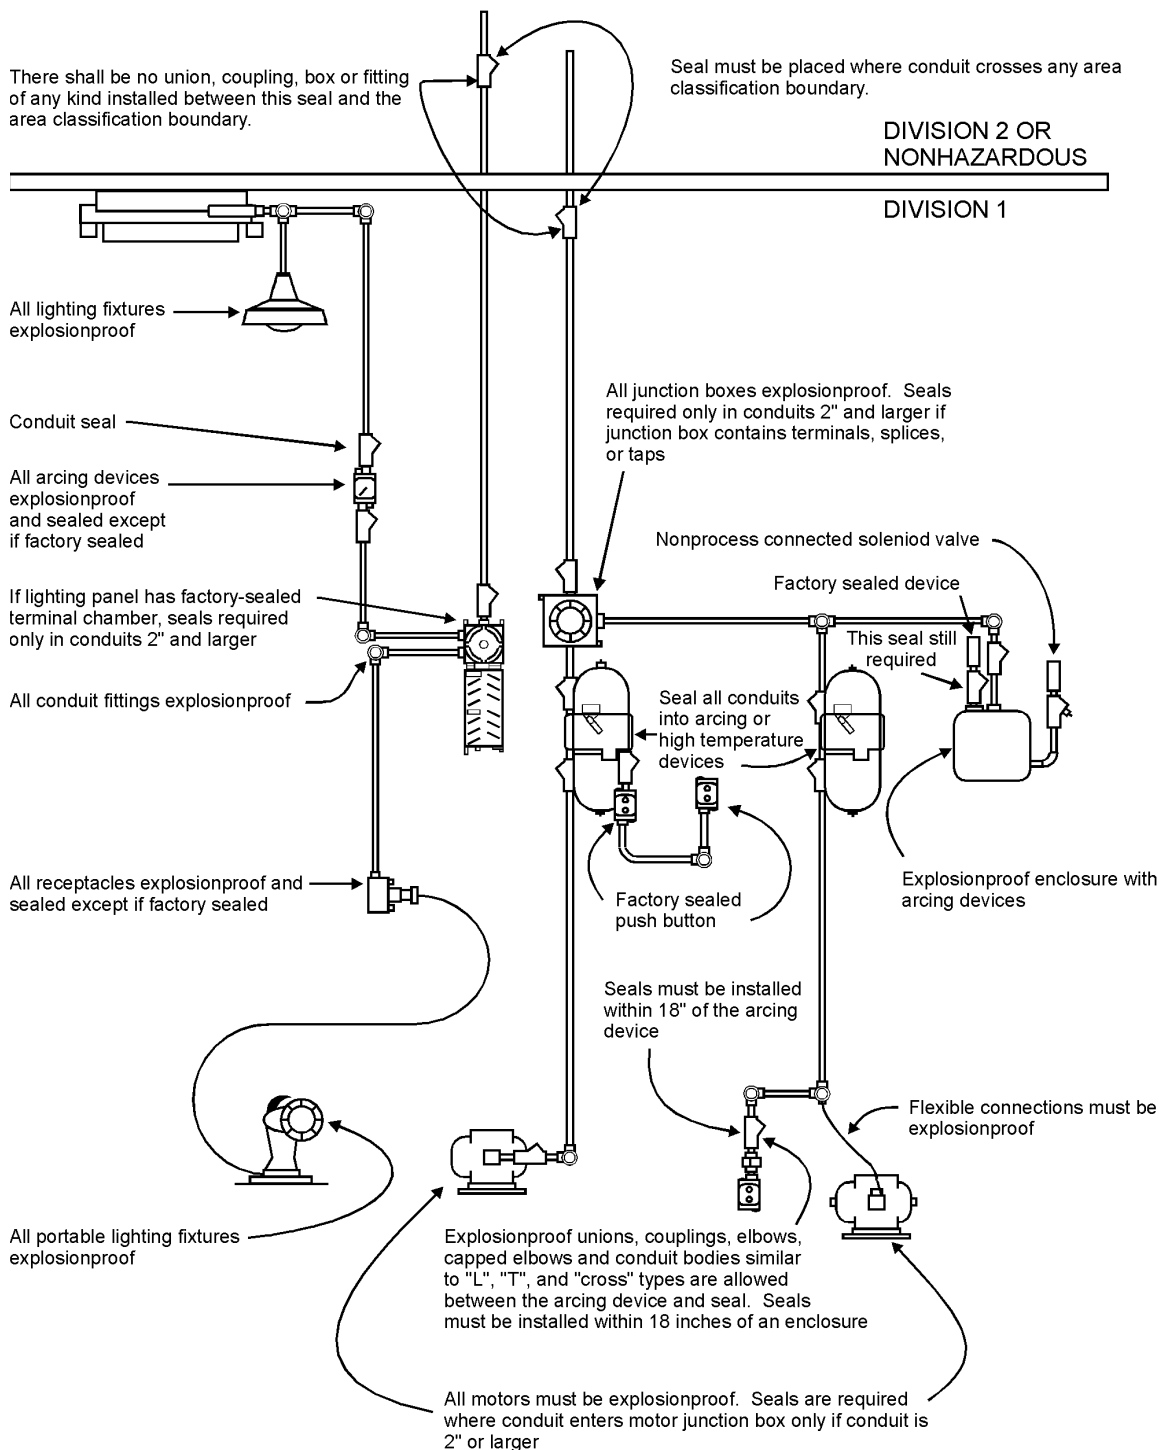 There shall be no union, coupling, box or fitting
of any kind installed between this seal and the
area classification boundary.
Seal must be placed where conduit crosses any area
classification boundary.
DIVISION 2 OR
NONHAZARDOUS
DIVISION 1
All lighting fixtures
explosionproof
All junction boxes explosionproof.  Seals
required only in conduits 2" and larger if
junction box contains terminals, splices,
or taps
Conduit seal
All arcing devices
explosionproof
and sealed except
if factory sealed
Nonprocess connected soleniod valve
Factory sealed device
This seal still
required
If lighting panel has factory-sealed
terminal chamber, seals required
only in conduits 2" and larger
All conduit fittings explosionproof
Seal all conduits
into arcing or
high temperature
devices
All receptacles explosionproof and
sealed except if factory sealed
Factory sealed
push button
Explosionproof enclosure with
arcing devices
Seals must be installed
within 18" of the arcing
device
Flexible connections must be
explosionproof
All portable lighting fixtures
explosionproof
Explosionproof unions, couplings, elbows,
capped elbows and conduit bodies similar
to "L", "T", and "cross" types are allowed
between the arcing device and seal.  Seals
must be installed within 18 inches of an enclosure
All motors must be explosionproof.  Seals are required
where conduit enters motor junction box only if conduit is
2" or larger